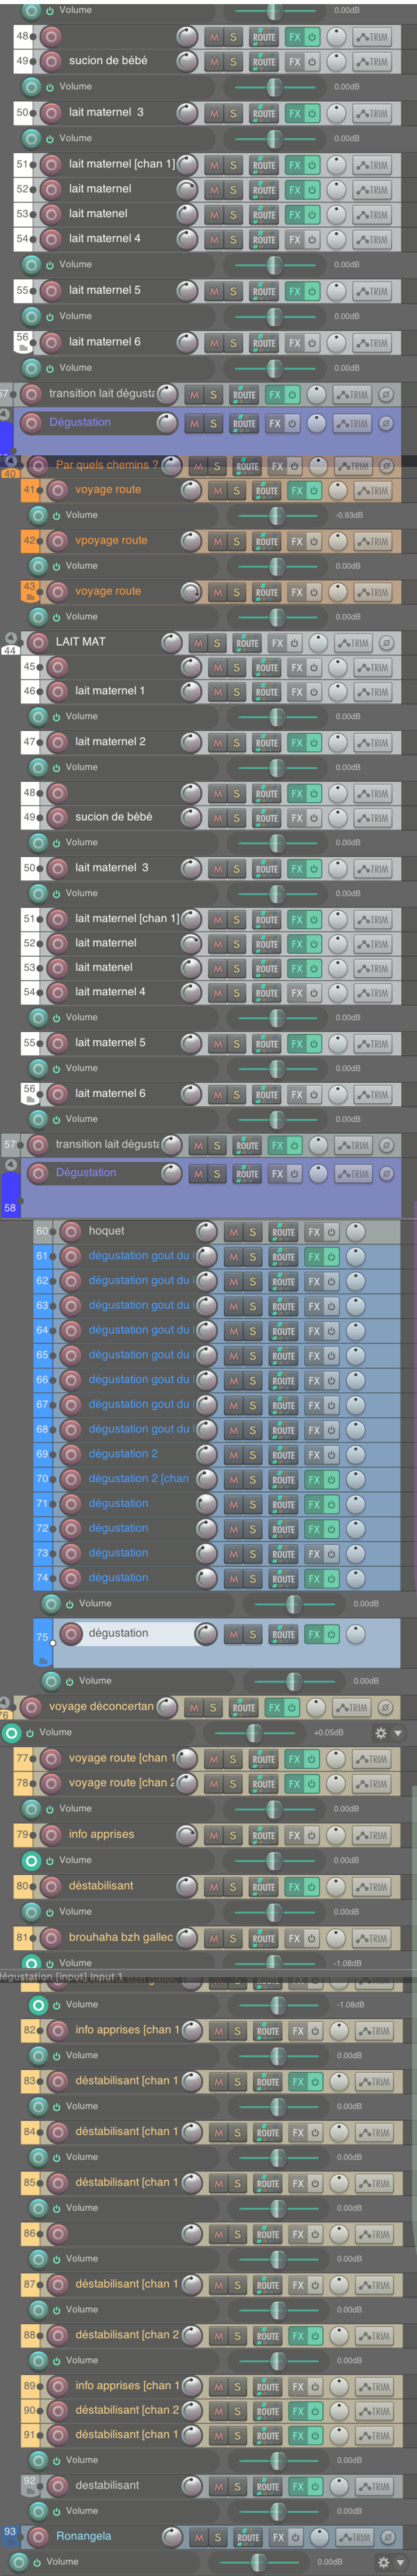 Volume 0.00dB
48 M S ROUTE FX TRIM
49 sucion de bébé M S ROUTE FX TRIM
Volume 0.00dB
50 lait maternel 3 M S ROUTE FX TRIM
Volume 0.00dB
51 lait maternel [chan 1] M S ROUTE FX TRIM
52 lait maternel M S ROUTE FX TRIM
53 lait matenel M S ROUTE FX TRIM
54 lait maternel 4 M S ROUTE FX TRIM
Volume 0.00dB
55 lait maternel 5 M S ROUTE FX TRIM
Volume 0.00dB
56 lait maternel 6 M S ROUTE FX TRIM
Volume 0.00dB
57 transition lait dégusta M S ROUTE FX TRIM
Dégustation M S ROUTE FX TRIM
40 Par quels chemins ? M S ROUTE FX TRIM
41 voyage route M S ROUTE FX TRIM
Volume -0.93dB
42 vpoyage route M S ROUTE FX TRIM
Volume 0.00dB
43 voyage route M S ROUTE FX TRIM
Volume 0.00dB
44 LAIT MAT M S ROUTE FX TRIM
45 M S ROUTE FX TRIM
46 lait maternel 1 M S ROUTE FX TRIM
Volume 0.00dB
47 lait maternel 2 M S ROUTE FX TRIM
Volume 0.00dB
48 M S ROUTE FX TRIM
49 sucion de bébé M S ROUTE FX TRIM
Volume 0.00dB
50 lait maternel 3 M S ROUTE FX TRIM
Volume 0.00dB
51 lait maternel [chan 1] M S ROUTE FX TRIM
52 lait maternel M S ROUTE FX TRIM
53 lait matenel M S ROUTE FX TRIM
54 lait maternel 4 M S ROUTE FX TRIM
Volume 0.00dB
55 lait maternel 5 M S ROUTE FX TRIM
Volume 0.00dB
56 lait maternel 6 M S ROUTE FX TRIM
Volume 0.00dB
57 transition lait dégusta M S ROUTE FX TRIM
58 Dégustation M S ROUTE FX TRIM
60 hoquet M S ROUTE FX
61 dégustation gout du M S ROUTE FX
62 dégustation gout du M S ROUTE FX
63 dégustation gout du M S ROUTE FX
64 dégustation gout du M S ROUTE FX
65 dégustation gout du M S ROUTE FX
66 dégustation gout du M S ROUTE FX
67 dégustation gout du M S ROUTE FX
68 dégustation gout du M S ROUTE FX
69 dégustation 2 M S ROUTE FX
70 dégustation 2 [chan M S ROUTE FX
71 dégustation M S ROUTE FX
72 dégustation M S ROUTE FX
73 dégustation M S ROUTE FX
74 dégustation M S ROUTE FX
Volume 0.00dB
75 dégustation M S ROUTE FX
Volume 0.00dB
76 voyage déconcertan M S ROUTE FX TRIM
Volume +0.05dB
77 voyage route [chan 1 M S ROUTE FX TRIM
78 voyage route [chan 2 M S ROUTE FX TRIM
Volume 0.00dB
79 info apprises M S ROUTE FX TRIM
Volume 0.00dB
80 déstabilisant M S ROUTE FX TRIM
Volume 0.00dB
81 brouhaha bzh gallec M S ROUTE FX TRIM
Volume -1.08dB
dégustation [input] Input 1
Volume -1.08dB
82 info apprises [chan 1 M S ROUTE FX TRIM
Volume 0.00dB
83 déstabilisant [chan 1 M S ROUTE FX TRIM
Volume 0.00dB
84 déstabilisant [chan 1 M S ROUTE FX TRIM
Volume 0.00dB
85 déstabilisant [chan 1 M S ROUTE FX TRIM
Volume 0.00dB
86 M S ROUTE FX TRIM
Volume 0.00dB
87 déstabilisant [chan 1 M S ROUTE FX TRIM
Volume 0.00dB
88 déstabilisant [chan 2 M S ROUTE FX TRIM
Volume 0.00dB
89 info apprises [chan 1 M S ROUTE FX TRIM
90 déstabilisant [chan 2 M S ROUTE FX TRIM
91 déstabilisant [chan 1 M S ROUTE FX TRIM
Volume 0.00dB
92 destabilisant M S ROUTE FX TRIM
Volume 0.00dB
93 Ronangela M S ROUTE FX TRIM
Volume 0.00dB